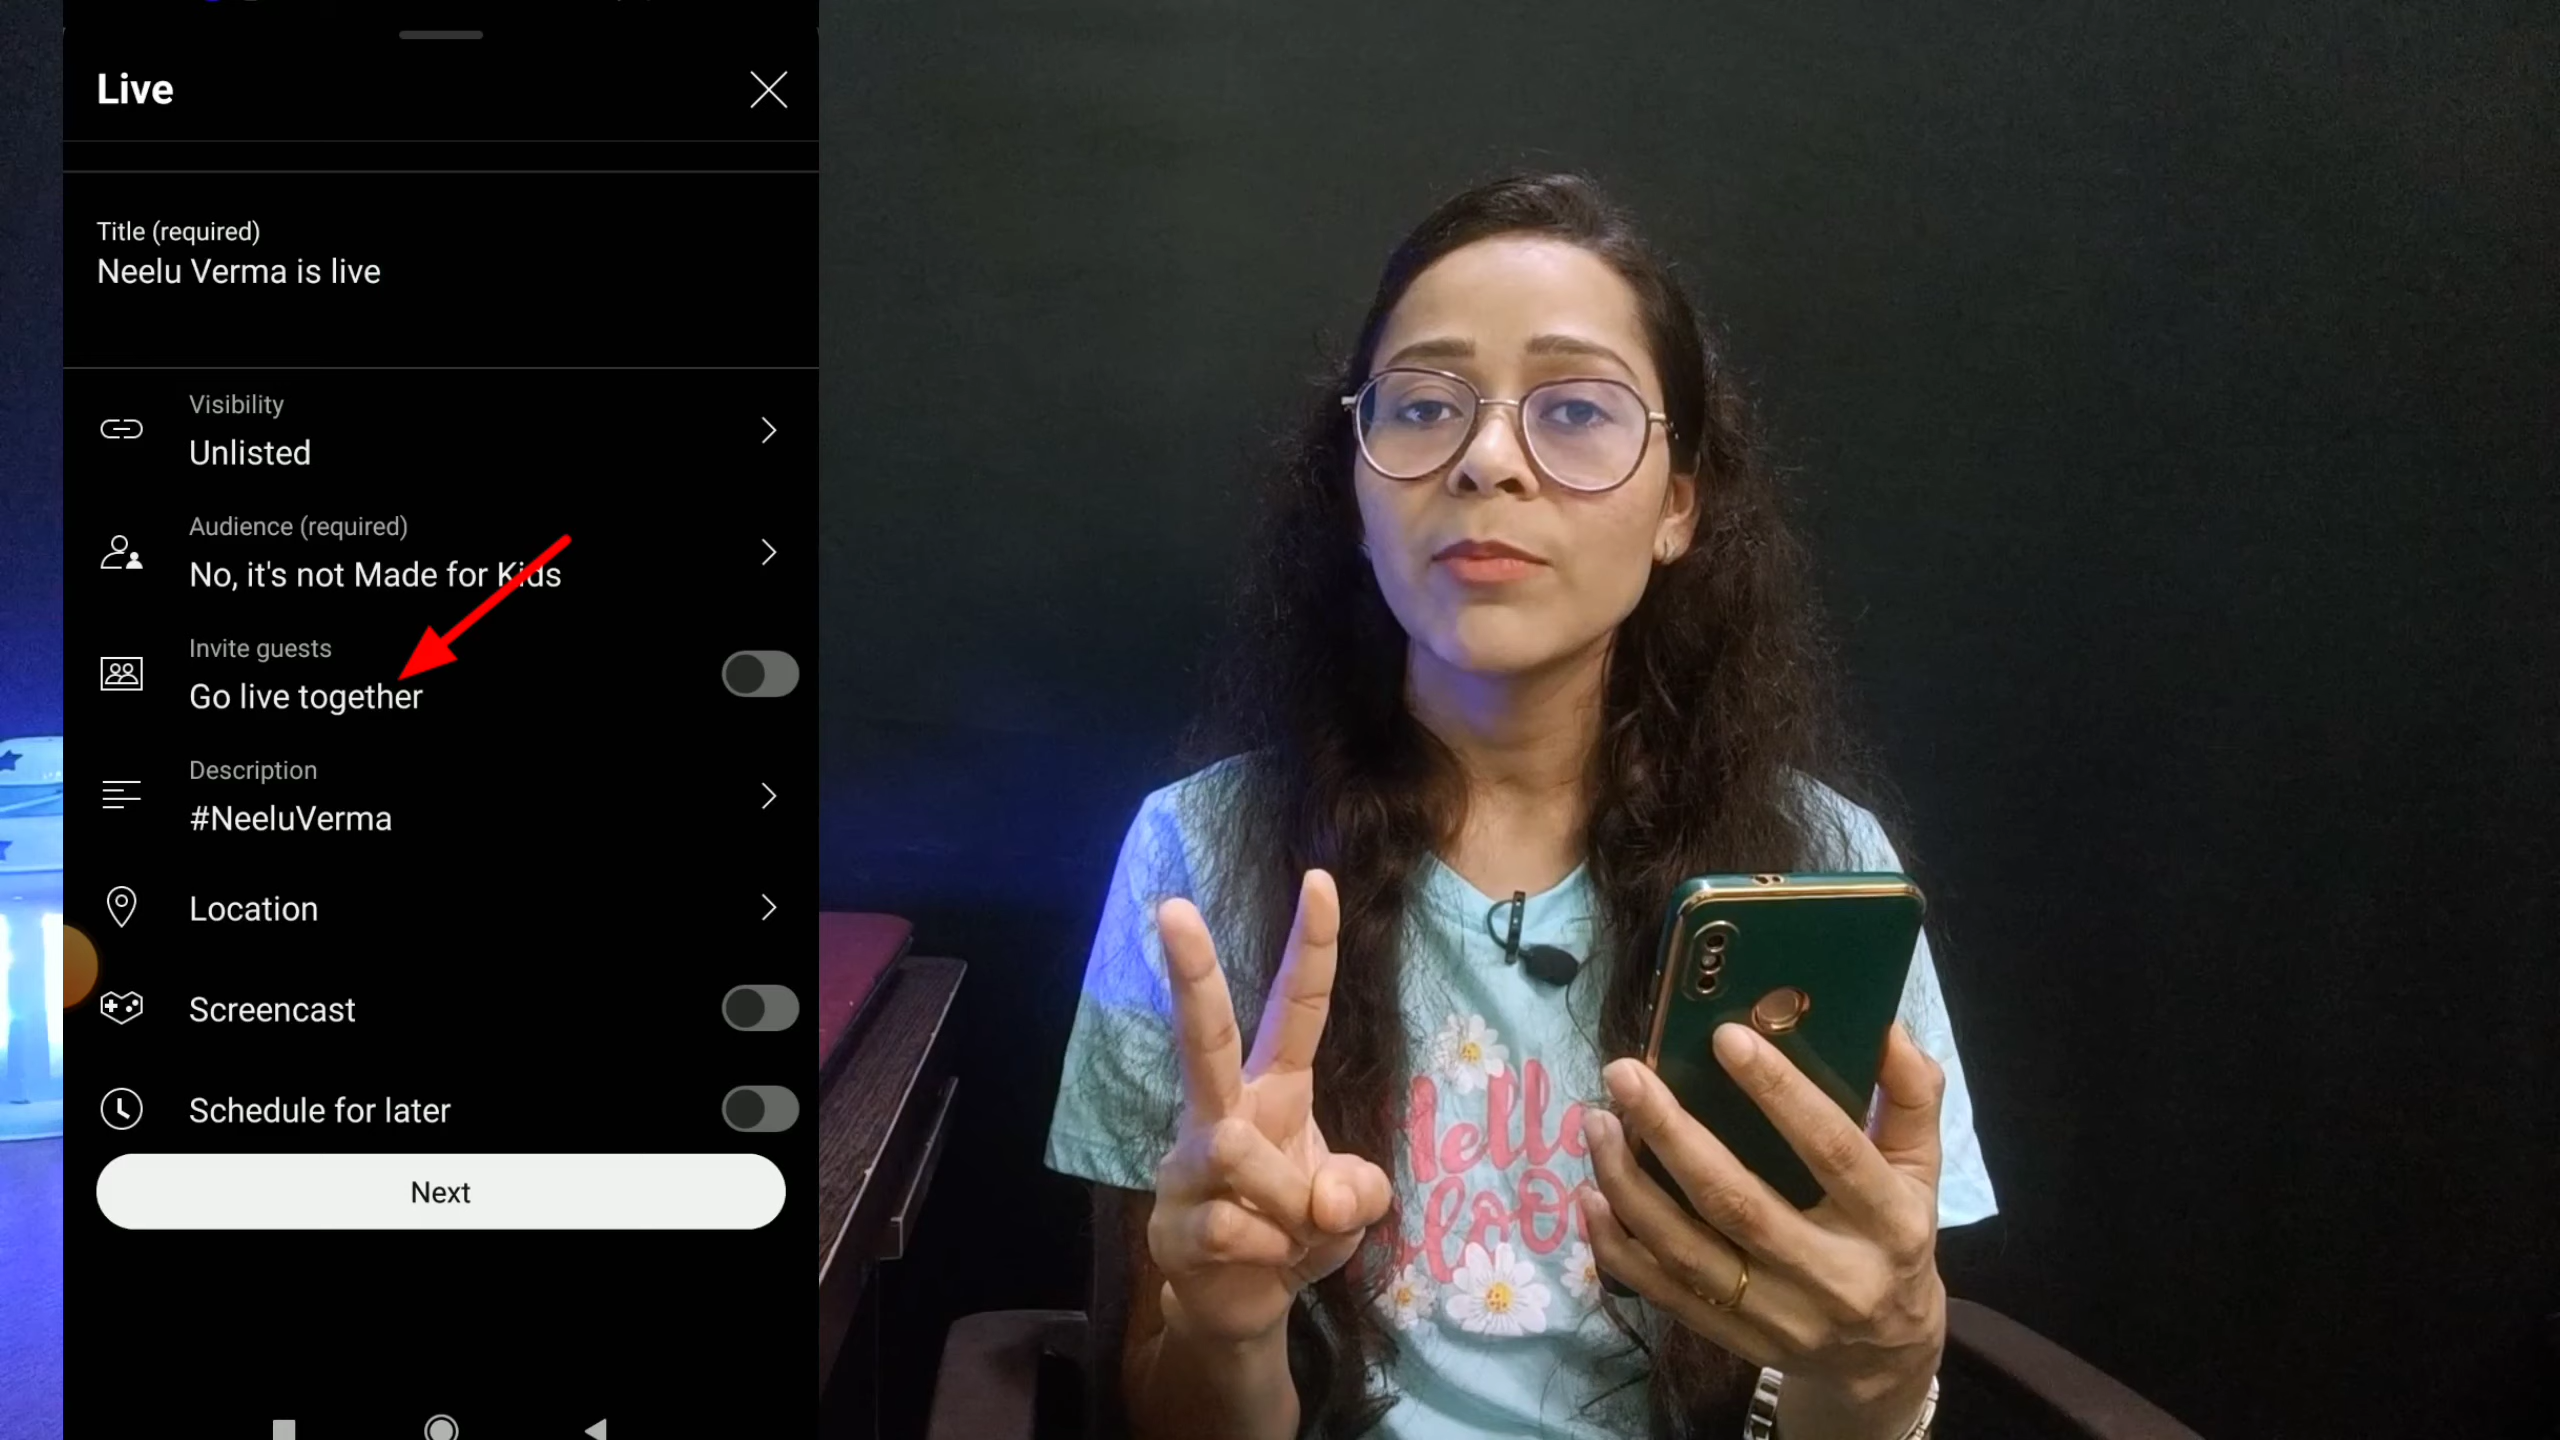 Live
Title (required)
Neelu Verma is live
Visibility
Unlisted
Audience (required)
No, it's not Made for Kids
Invite guests
Go live together
Description
#NeeluVerma
Location
Screencast
Schedule for later
Next
Hello